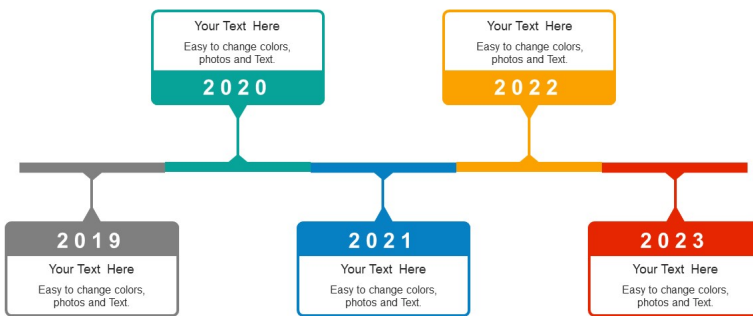 Your Text Here
Easy to change colors,
photos and Text.
2020
Your Text Here
Easy to change colors,
photos and Text.
2022
2019
Your Text Here
Easy to change colors,
photos and Text.
2021
Your Text Here
Easy to change colors,
photos and Text.
2023
Your Text Here
Easy to change colors,
photos and Text.